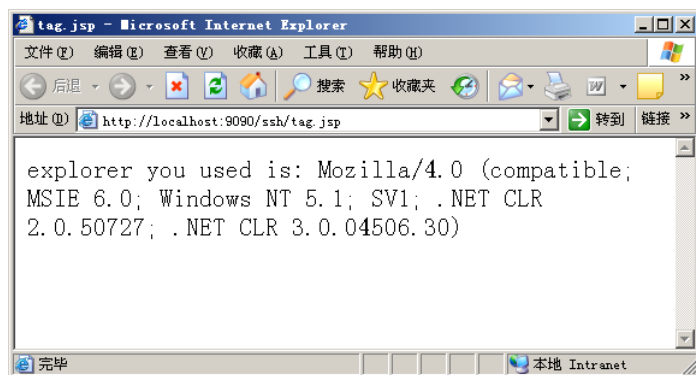 tag.jsp - Microsoft Internet Explorer
文件(F) 编辑(E) 查看(V) 收藏(A) 工具(T) 帮助(H)
后退 搜索 收藏夹 W »
地址(D) http://localhost:9090/ssh/tag.jsp 转到 链接 »
explorer you used is: Mozilla/4.0 (compatible;
MSIE 6.0; Windows NT 5.1; SV1; .NET CLR
2.0.50727; .NET CLR 3.0.04506.30)
完毕 本地 Intranet